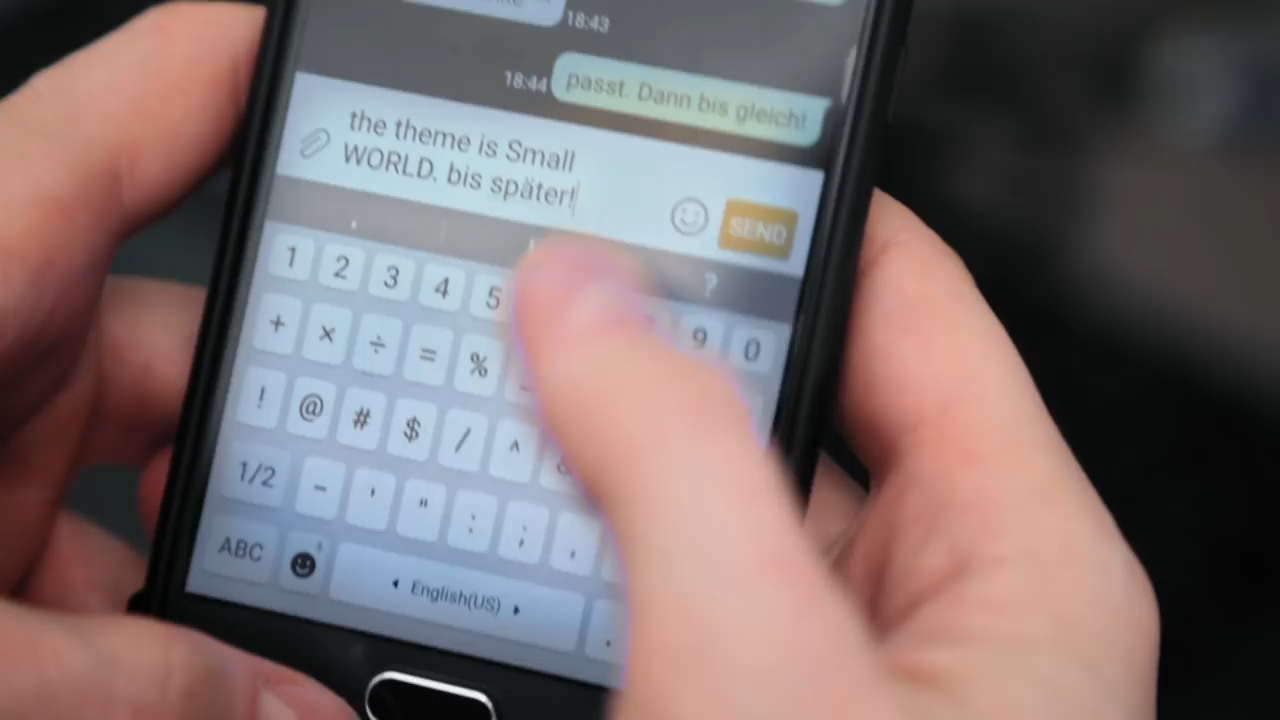 18:43
18:44 passt. Dann bis gleich!
the theme is Small
WORLD. bis später!
SEND
. ?
1 2 3 4 5 9 0
+ × ÷ = %
! @ # $ / ^
1/2 - ' " : ; ,
ABC English(US) .